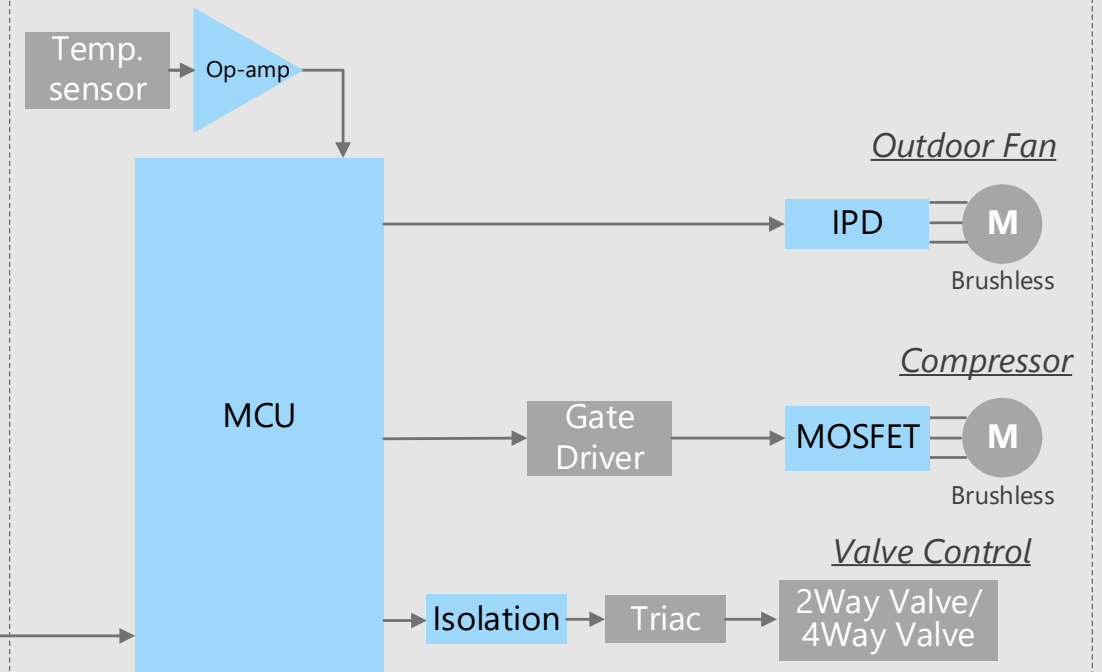 Temp.
sensor
Op-amp
Outdoor Fan
IPD
M
Brushless
Compressor
MCU
Gate
Driver
MOSFET
M
Brushless
Valve Control
Isolation
Triac
2Way Valve/
4Way Valve